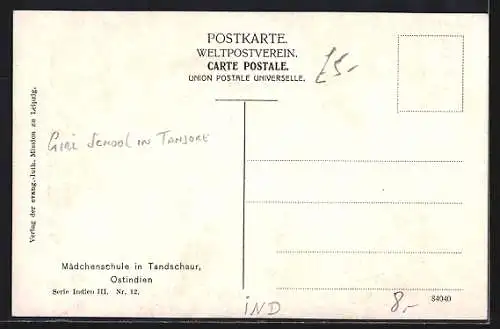 POSTKARTE.
WELTPOSTVEREIN.
CARTE POSTALE.
UNION POSTALE UNIVERSELLE.
£5-
Verlag der evang.-luth. Mission zu Leipzig.
GIRL SCHOOL IN TANJORE
Mädchenschule in Tandschaur,
Ostindien
Serie Indien III. Nr. 12.
IND
8,-
84040